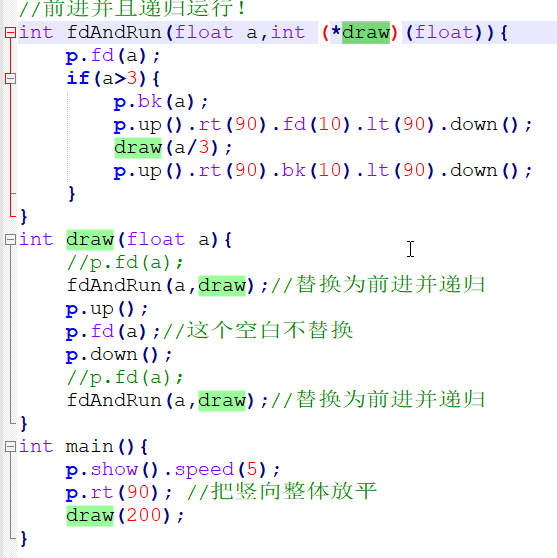 //前进并且递归运行!
int fdAndRun(float a,int (*draw)(float)){
p.fd(a);
if(a>3){
p.bk(a);
p.up().rt(90).fd(10).lt(90).down();
draw(a/3);
p.up().rt(90).bk(10).lt(90).down();
}
}
int draw(float a){
//p.fd(a);
fdAndRun(a,draw);//替换为前进并递归
p.up();
p.fd(a);//这个空白不替换
p.down();
//p.fd(a);
fdAndRun(a,draw);//替换为前进并递归
}
int main(){
p.show().speed(5);
p.rt(90); //把竖向整体放平
draw(200);
}